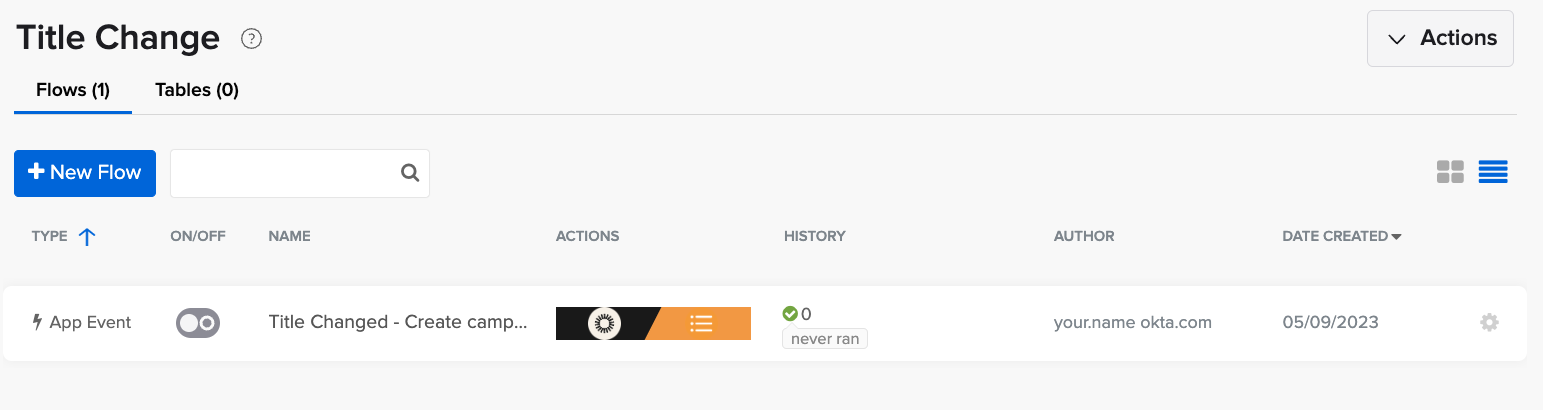 Title Change ?
Actions
Flows (1) Tables (0)
New Flow
TYPE ON/OFF NAME ACTIONS HISTORY AUTHOR DATE CREATED
App Event Title Changed - Create camp... 0 your.name okta.com 05/09/2023
never ran